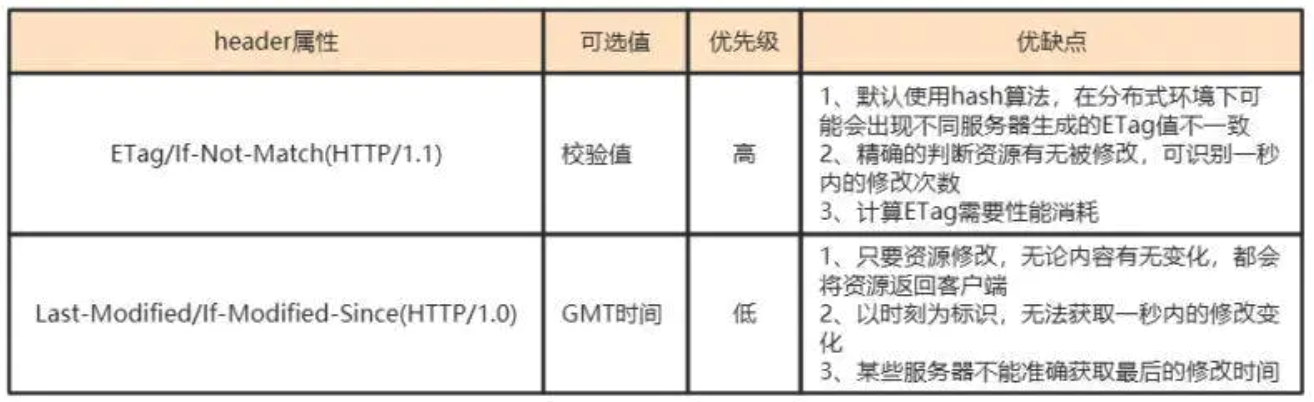 header属性
可选值
优先级
优缺点
ETag/If-Not-Match(HTTP/1.1)
校验值
高
1、默认使用hash算法，在分布式环境下可
能会出现不同服务器生成的ETag值不一致
2、精确的判断资源有无被修改，可识别一秒
内的修改次数
3、计算ETag需要性能消耗
Last-Modified/If-Modified-Since(HTTP/1.0)
GMT时间
低
1、只要资源修改，无论内容有无变化，都会
将资源返回客户端
2、以时刻为标识，无法获取一秒内的修改变
化
3、某些服务器不能准确获取最后的修改时间